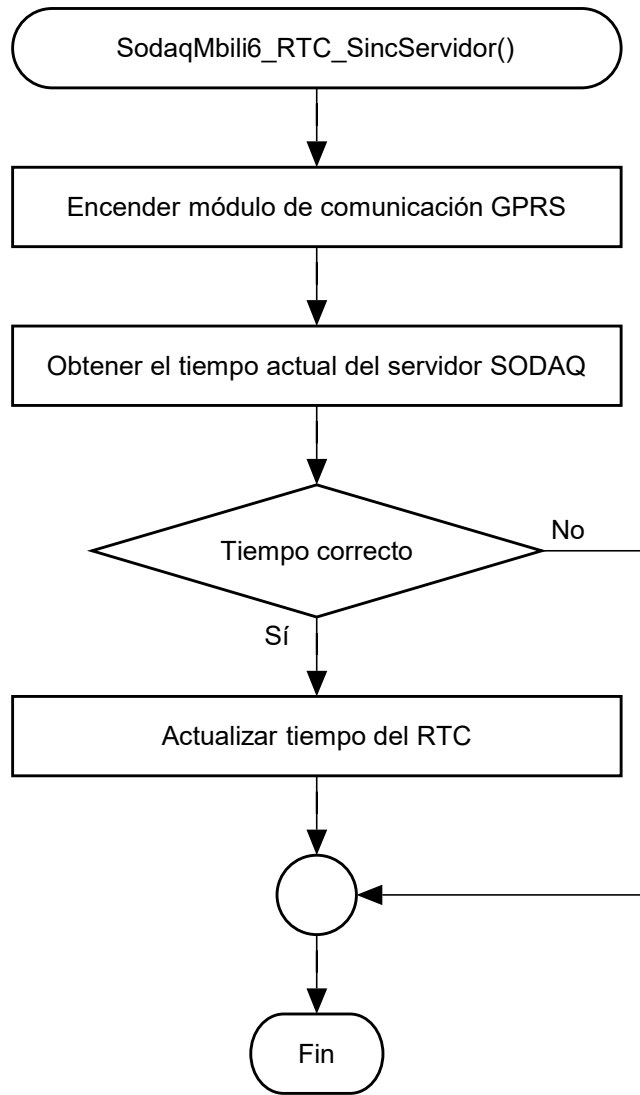 SodaqMbili6_RTC_SincServidor()
Encender módulo de comunicación GPRS
Obtener el tiempo actual del servidor SODAQ
Tiempo correcto
No
Sí
Actualizar tiempo del RTC
Fin